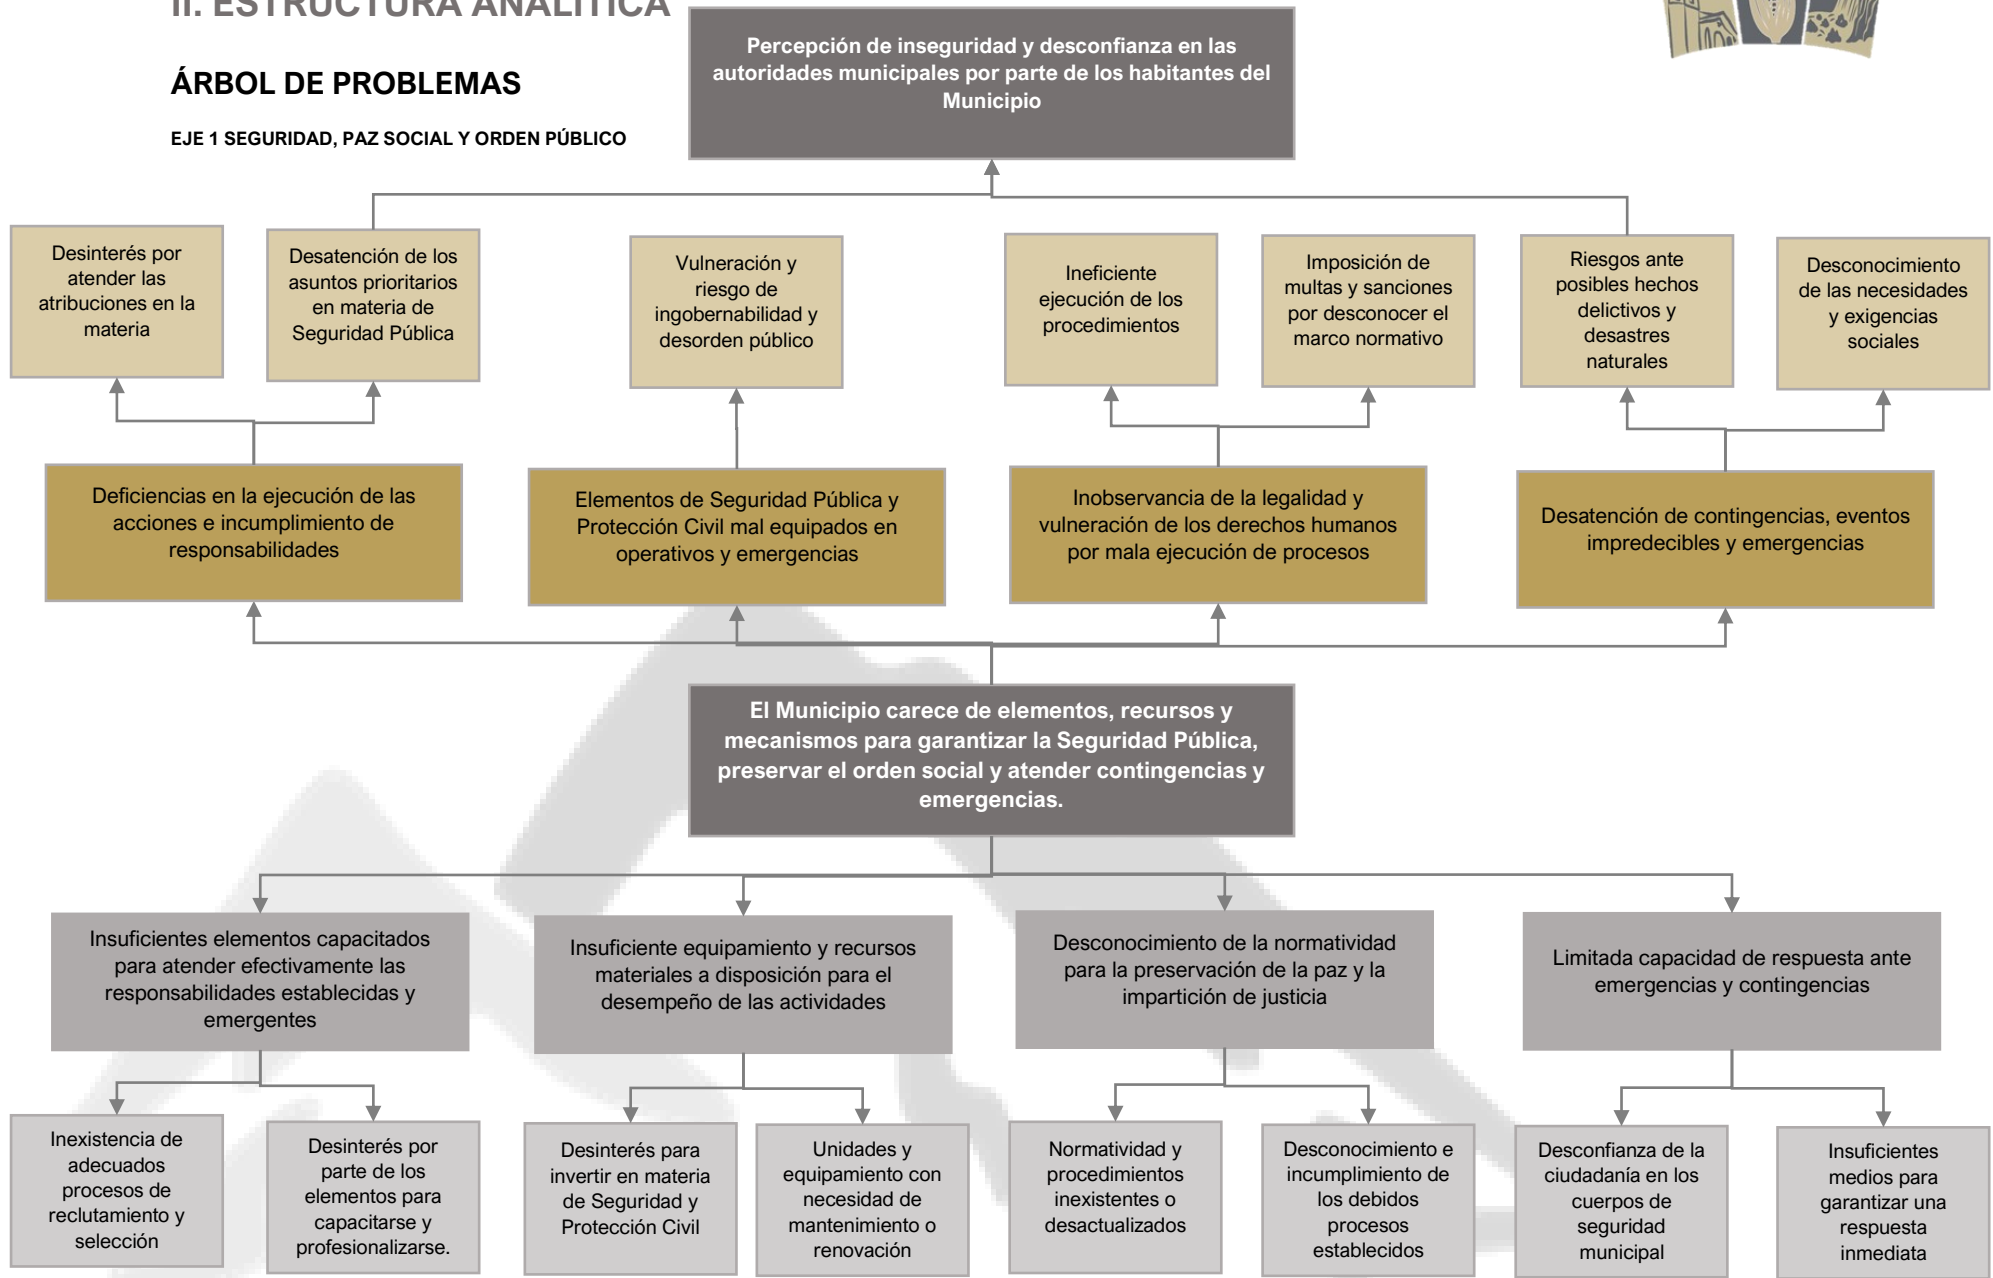 II. ESTRUCTURA ANALÍTICA
ÁRBOL DE PROBLEMAS
EJE 1 SEGURIDAD, PAZ SOCIAL Y ORDEN PÚBLICO
Percepción de inseguridad y desconfianza en las
autoridades municipales por parte de los habitantes del
Municipio
Desinterés por
atender las
atribuciones en la
materia
Desatención de los
asuntos prioritarios
en materia de
Seguridad Pública
Vulneración y
riesgo de
ingobernabilidad y
desorden público
Ineficiente
ejecución de los
procedimientos
Imposición de
multas y sanciones
por desconocer el
marco normativo
Riesgos ante
posibles hechos
delictivos y
desastres
naturales
Desconocimiento
de las necesidades
y exigencias
sociales
Deficiencias en la ejecución de las
acciones e incumplimiento de
responsabilidades
Elementos de Seguridad Pública y
Protección Civil mal equipados en
operativos y emergencias
Inobservancia de la legalidad y
vulneración de los derechos humanos
por mala ejecución de procesos
Desatención de contingencias, eventos
impredecibles y emergencias
El Municipio carece de elementos, recursos y
mecanismos para garantizar la Seguridad Pública,
preservar el orden social y atender contingencias y
emergencias.
Insuficientes elementos capacitados
para atender efectivamente las
responsabilidades establecidas y
emergentes
Insuficiente equipamiento y recursos
materiales a disposición para el
desempeño de las actividades
Desconocimiento de la normatividad
para la preservación de la paz y la
impartición de justicia
Limitada capacidad de respuesta ante
emergencias y contingencias
Inexistencia de
adecuados
procesos de
reclutamiento y
selección
Desinterés por
parte de los
elementos para
capacitarse y
profesionalizarse.
Desinterés para
invertir en materia
de Seguridad y
Protección Civil
Unidades y
equipamiento con
necesidad de
mantenimiento o
renovación
Normatividad y
procedimientos
inexistentes o
desactualizados
Desconocimiento e
incumplimiento de
los debidos
procesos
establecidos
Desconfianza de la
ciudadanía en los
cuerpos de
seguridad
municipal
Insuficientes
medios para
garantizar una
respuesta
inmediata